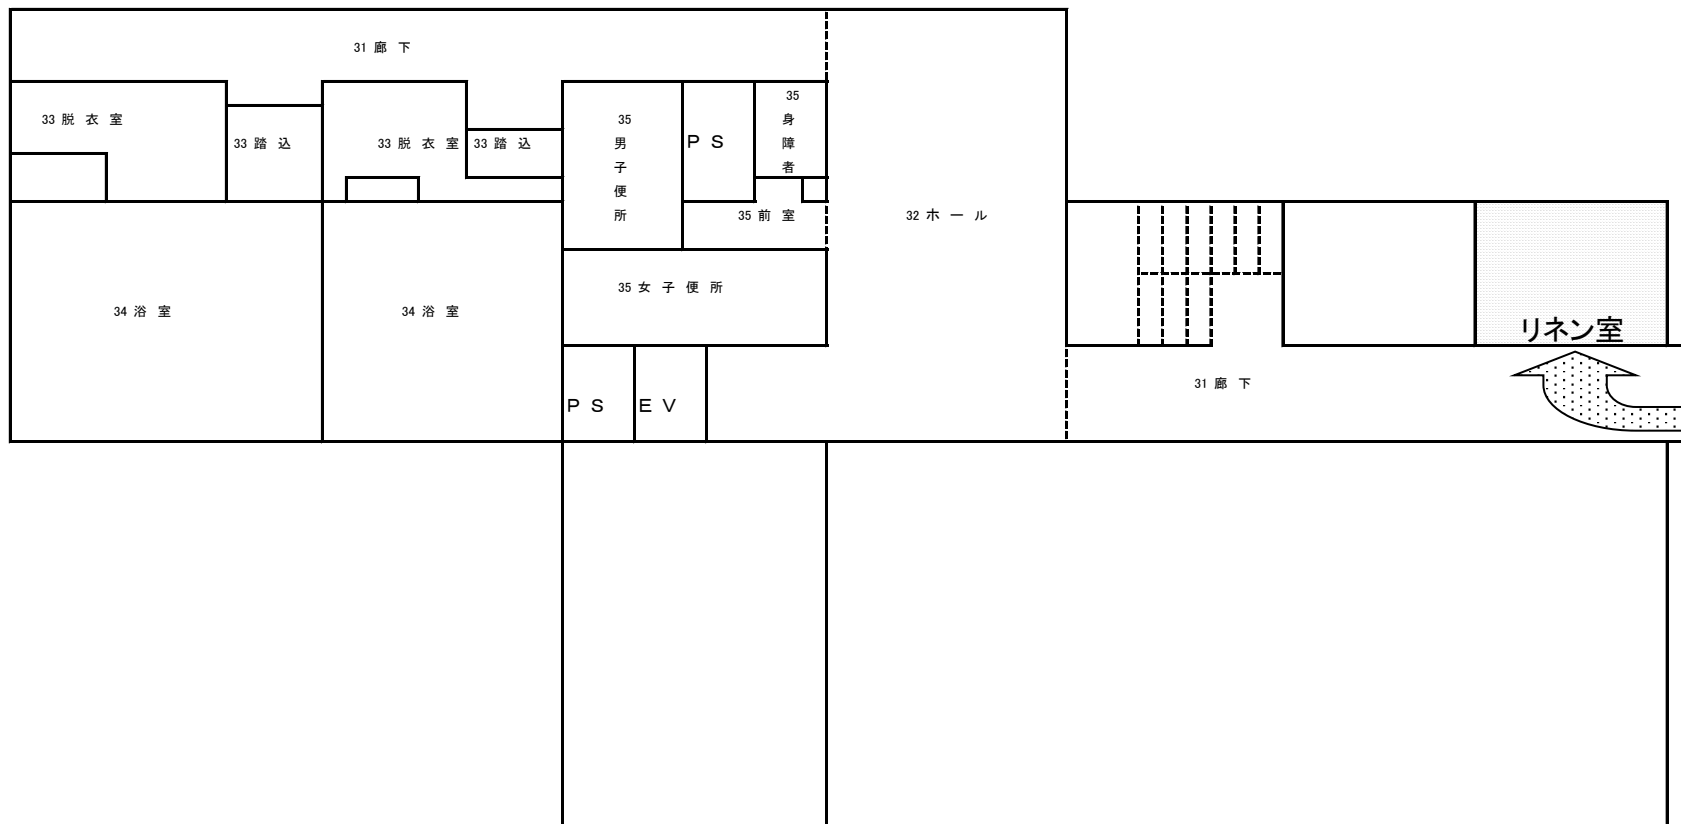 31 廊 下
33 脱 衣 室
33 踏 込
33 脱 衣 室
33 踏 込
35
男
子
便
所
P S
35
身
障
者
35 前 室
32 ホ ー ル
35 女 子 便 所
34 浴 室
34 浴 室
リネン室
31 廊 下
P S
E V